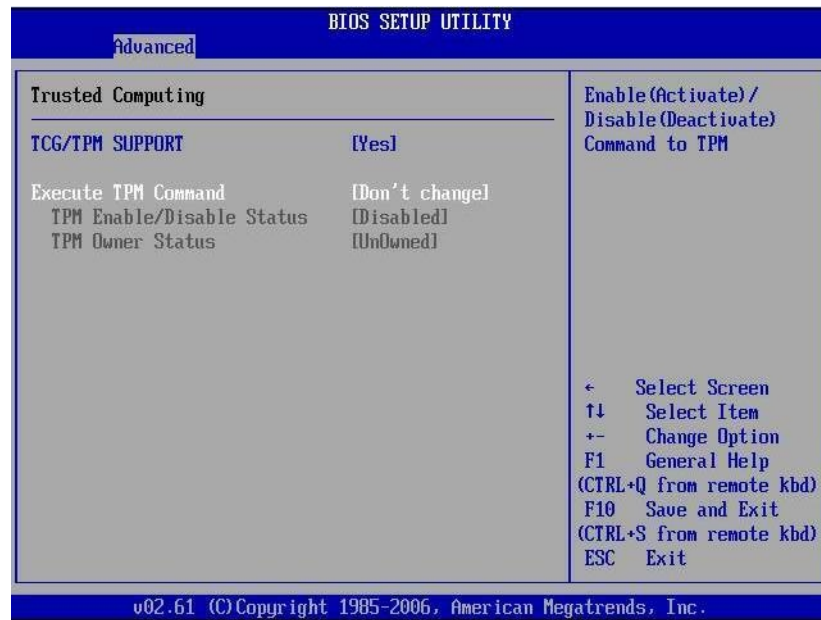 BIOS SETUP UTILITY
Advanced
Trusted Computing
TCG/TPM SUPPORT [Yes]
Execute TPM Command [Don't change]
TPM Enable/Disable Status [Disabled]
TPM Owner Status [UnOwned]
Enable(Activate)/
Disable(Deactivate)
Command to TPM
← Select Screen
↑↓ Select Item
+- Change Option
F1 General Help
(CTRL+Q from remote kbd)
F10 Save and Exit
(CTRL+S from remote kbd)
ESC Exit
v02.61 (C)Copyright 1985-2006, American Megatrends, Inc.